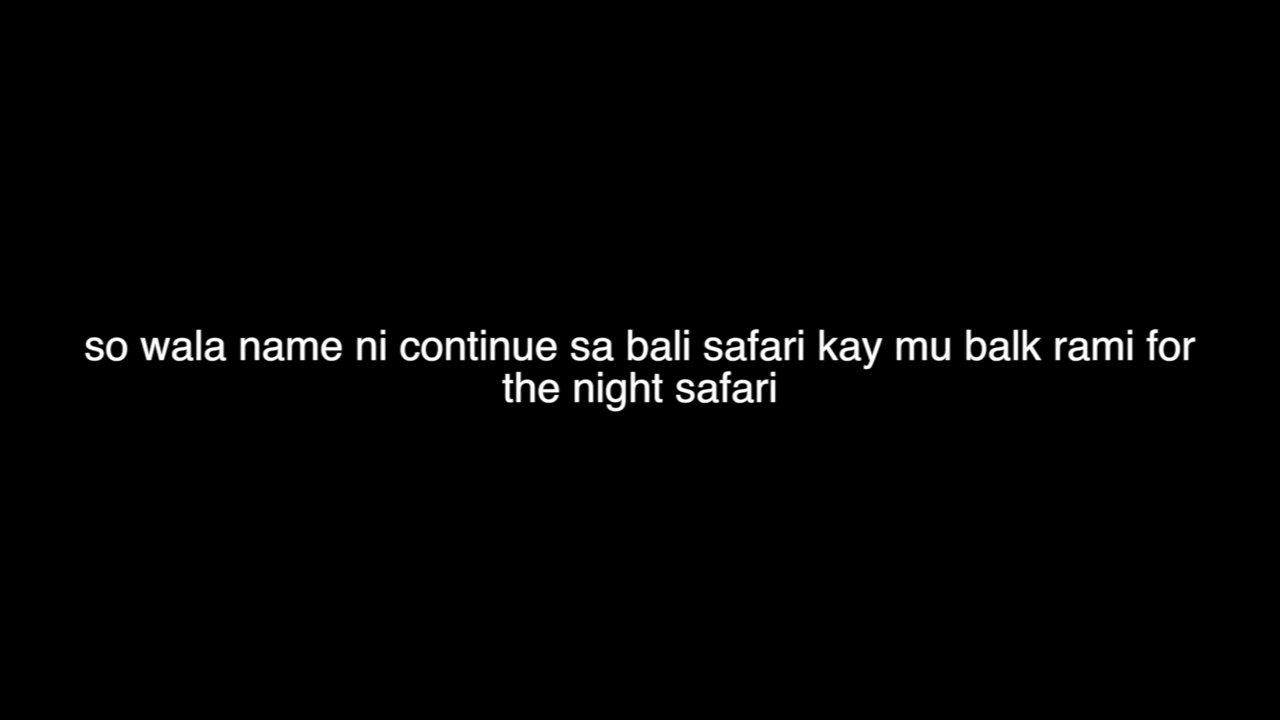 so wala name ni continue sa bali safari kay mu balk rami for
the night safari